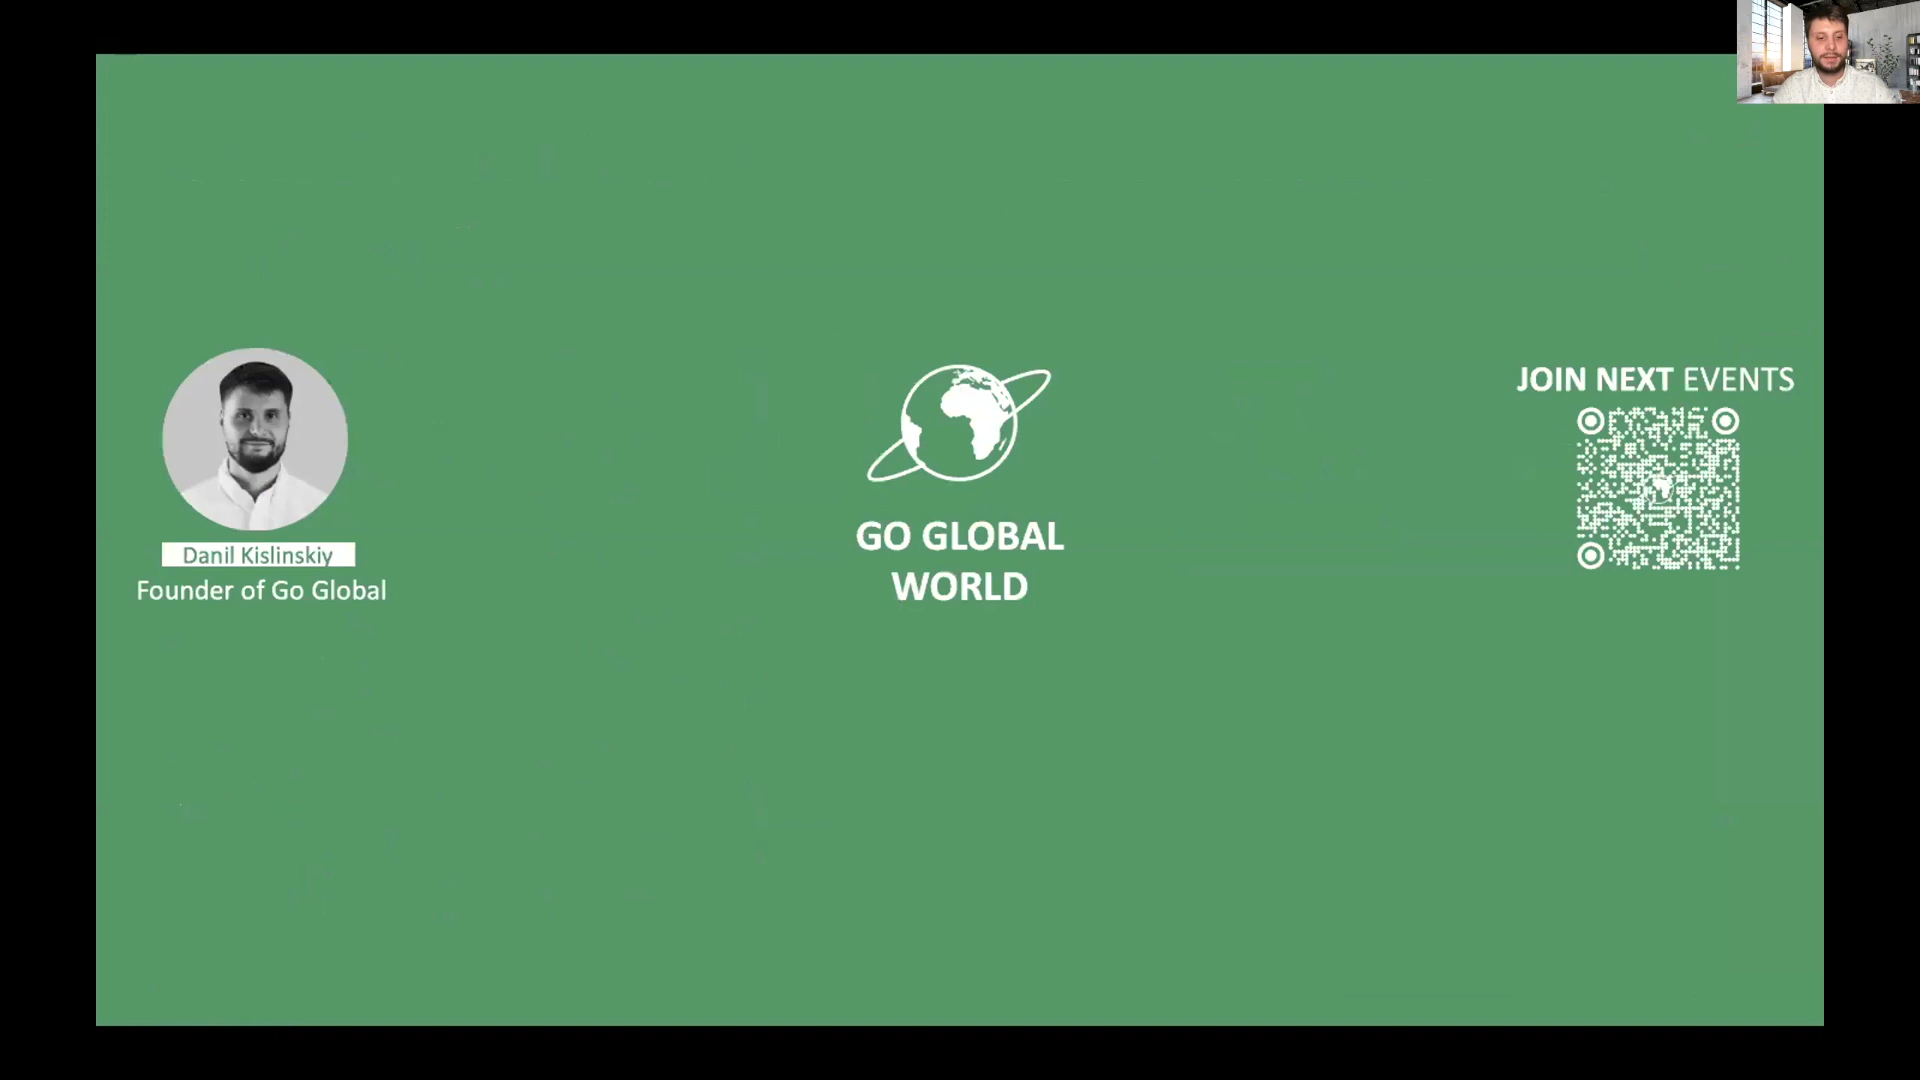 Danil Kislinskiy
Founder of Go Global
GO GLOBAL
WORLD
JOIN NEXT EVENTS